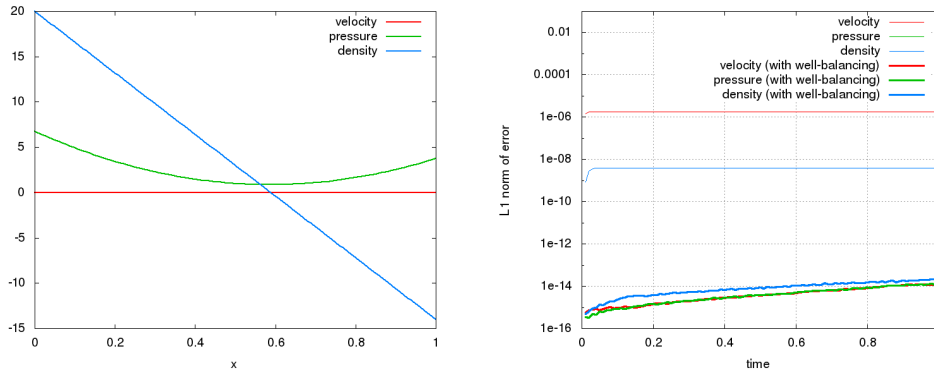 velocity
pressure
density
20
15
10
5
0
-5
-10
-15
0
0.2
0.4
0.6
0.8
1
x
velocity
pressure
density
velocity (with well-balancing)
pressure (with well-balancing)
density (with well-balancing)
L1 norm of error
0.01
0.0001
1e-06
1e-08
1e-10
1e-12
1e-14
1e-16
0
0.2
0.4
0.6
0.8
time